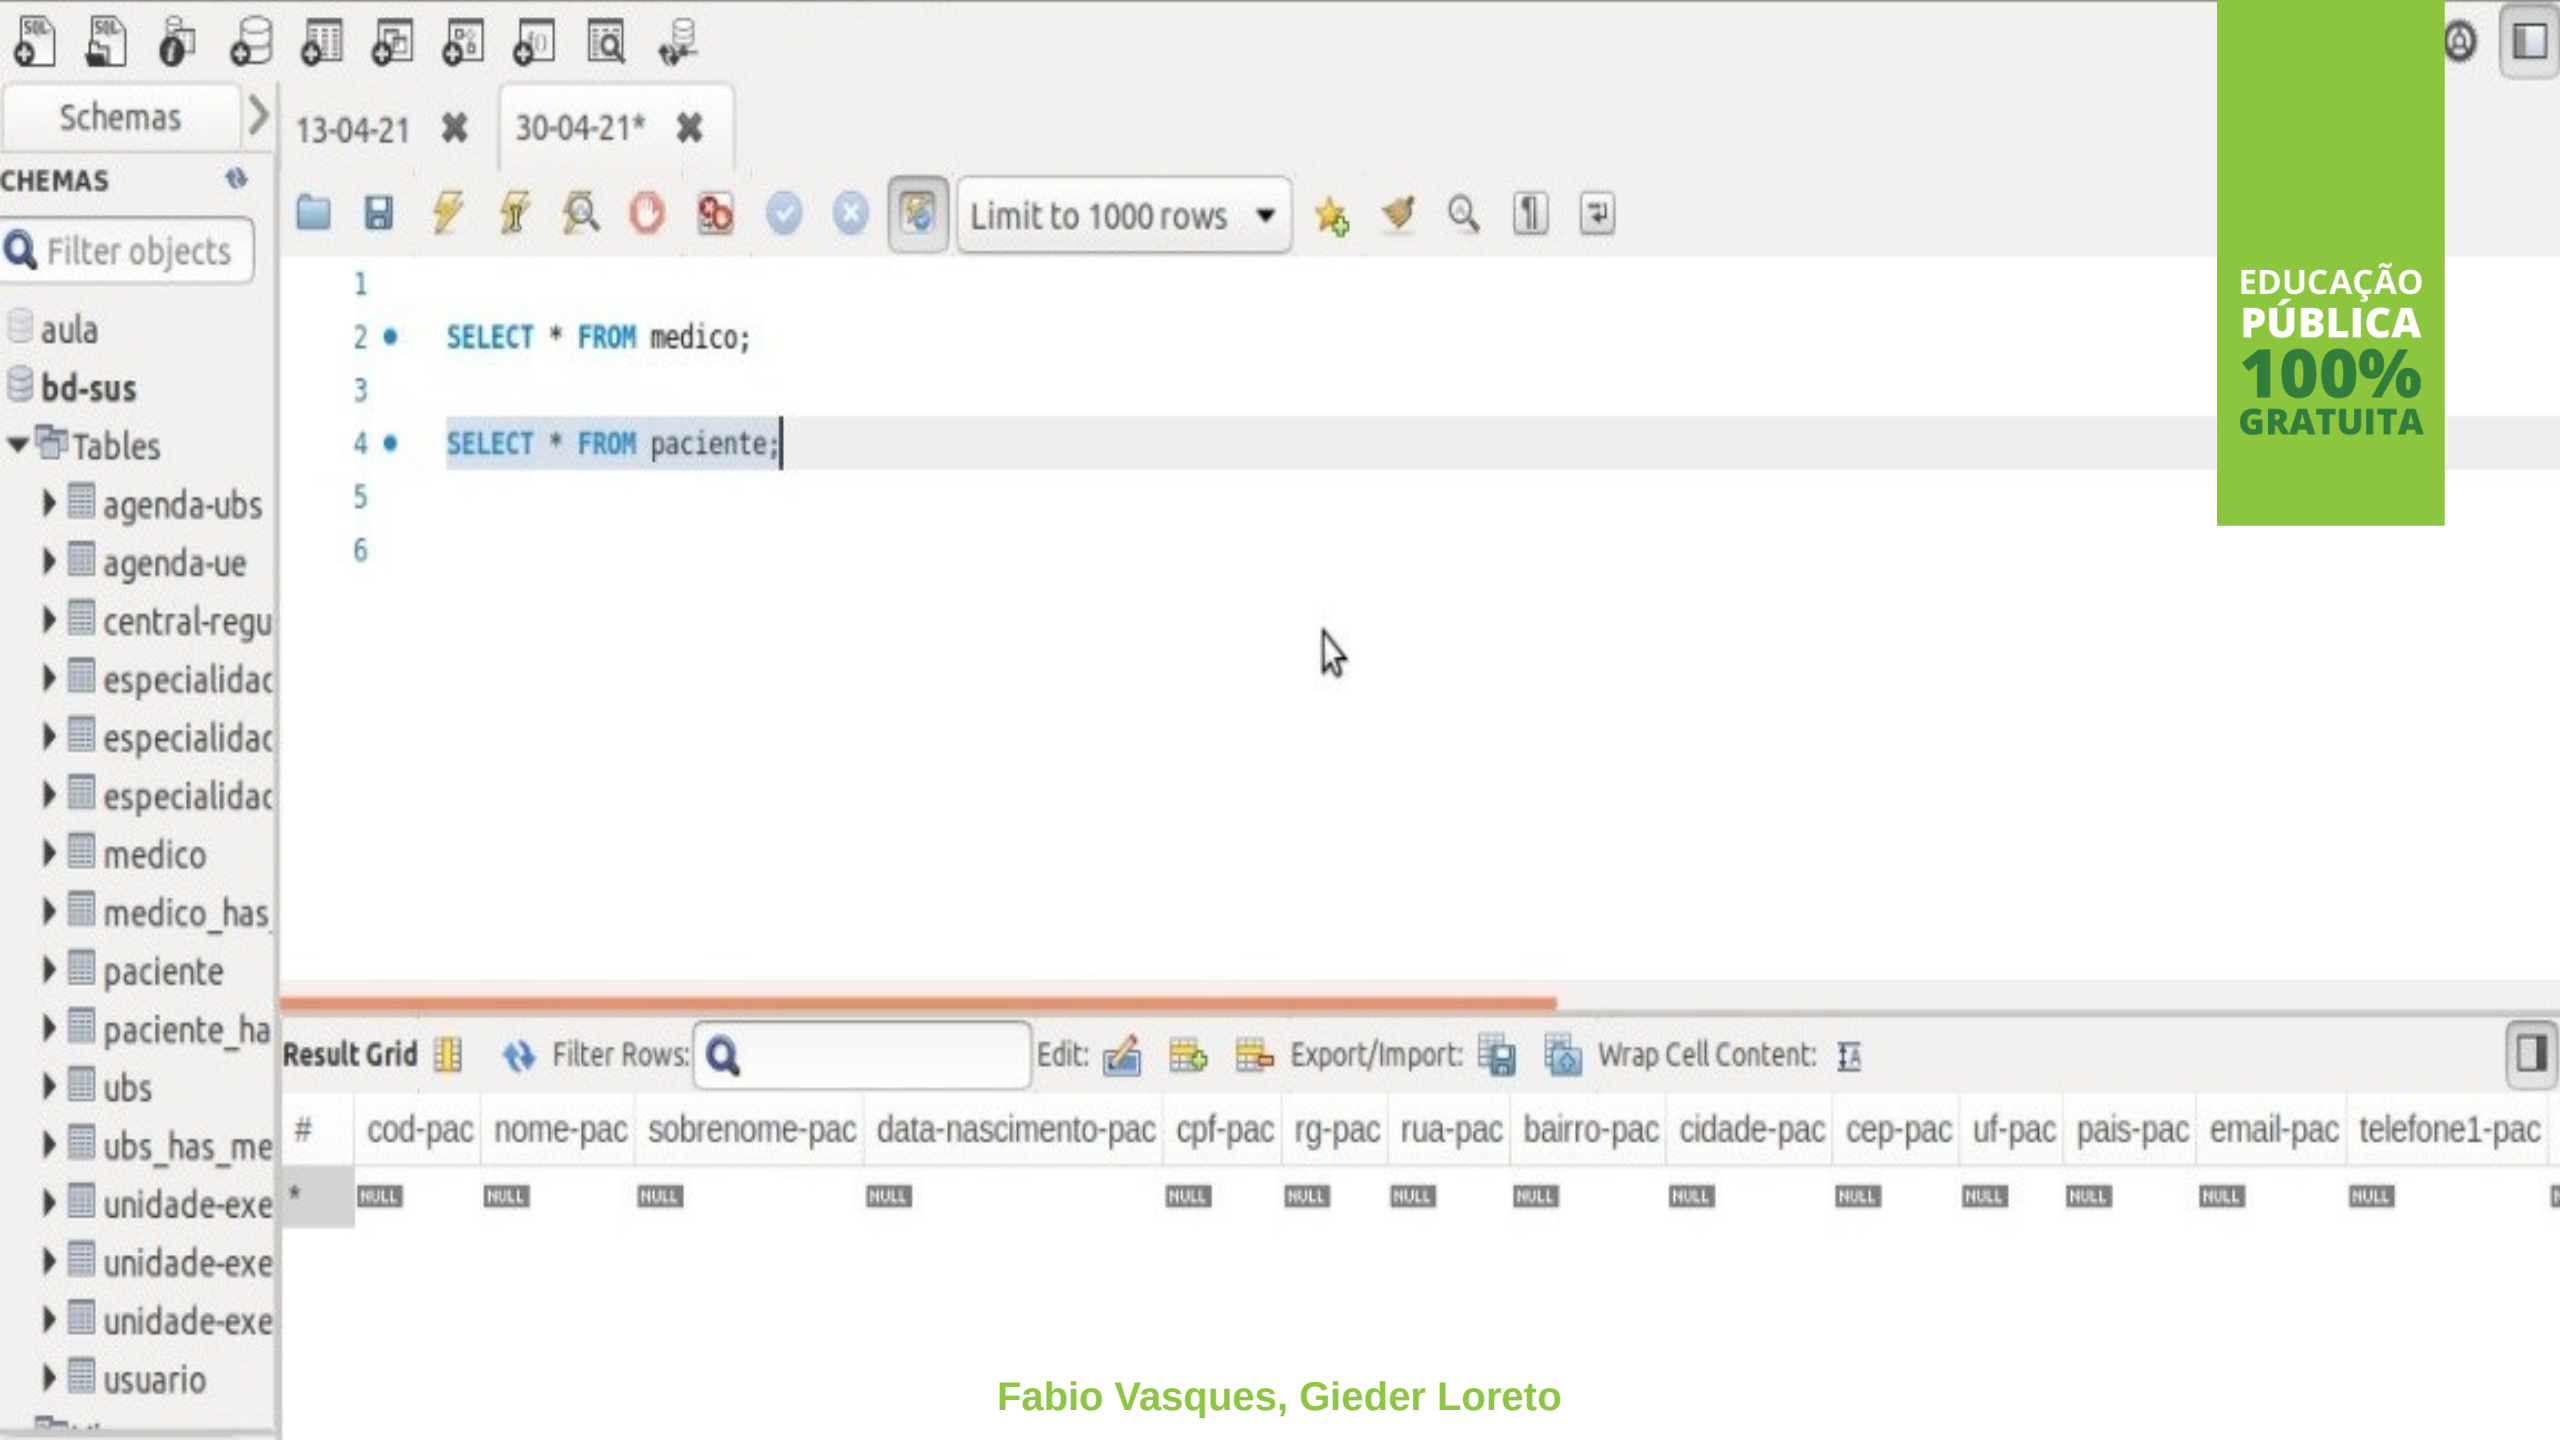 Schemas
13-04-21
30-04-21*
CHEMAS
Filter objects
Limit to 1000 rows
EDUCAÇÃO
PÚBLICA
100%
GRATUITA
aula
bd-sus
Tables
agenda-ubs
agenda-ue
central-regu
especialidac
especialidac
especialidac
medico
medico_has_
paciente
paciente_ha
ubs
ubs_has_me
unidade-exe
unidade-exe
unidade-exe
usuario
1
2 SELECT * FROM medico;
3
4 SELECT * FROM paciente;
5
6
Result Grid Filter Rows: Edit: Export/Import: Wrap Cell Content:
# cod-pac nome-pac sobrenome-pac data-nascimento-pac cpf-pac rg-pac rua-pac bairro-pac cidade-pac cep-pac uf-pac pais-pac email-pac telefone1-pac
* NULL NULL NULL NULL NULL NULL NULL NULL NULL NULL NULL NULL NULL NULL
Fabio Vasques, Gieder Loreto